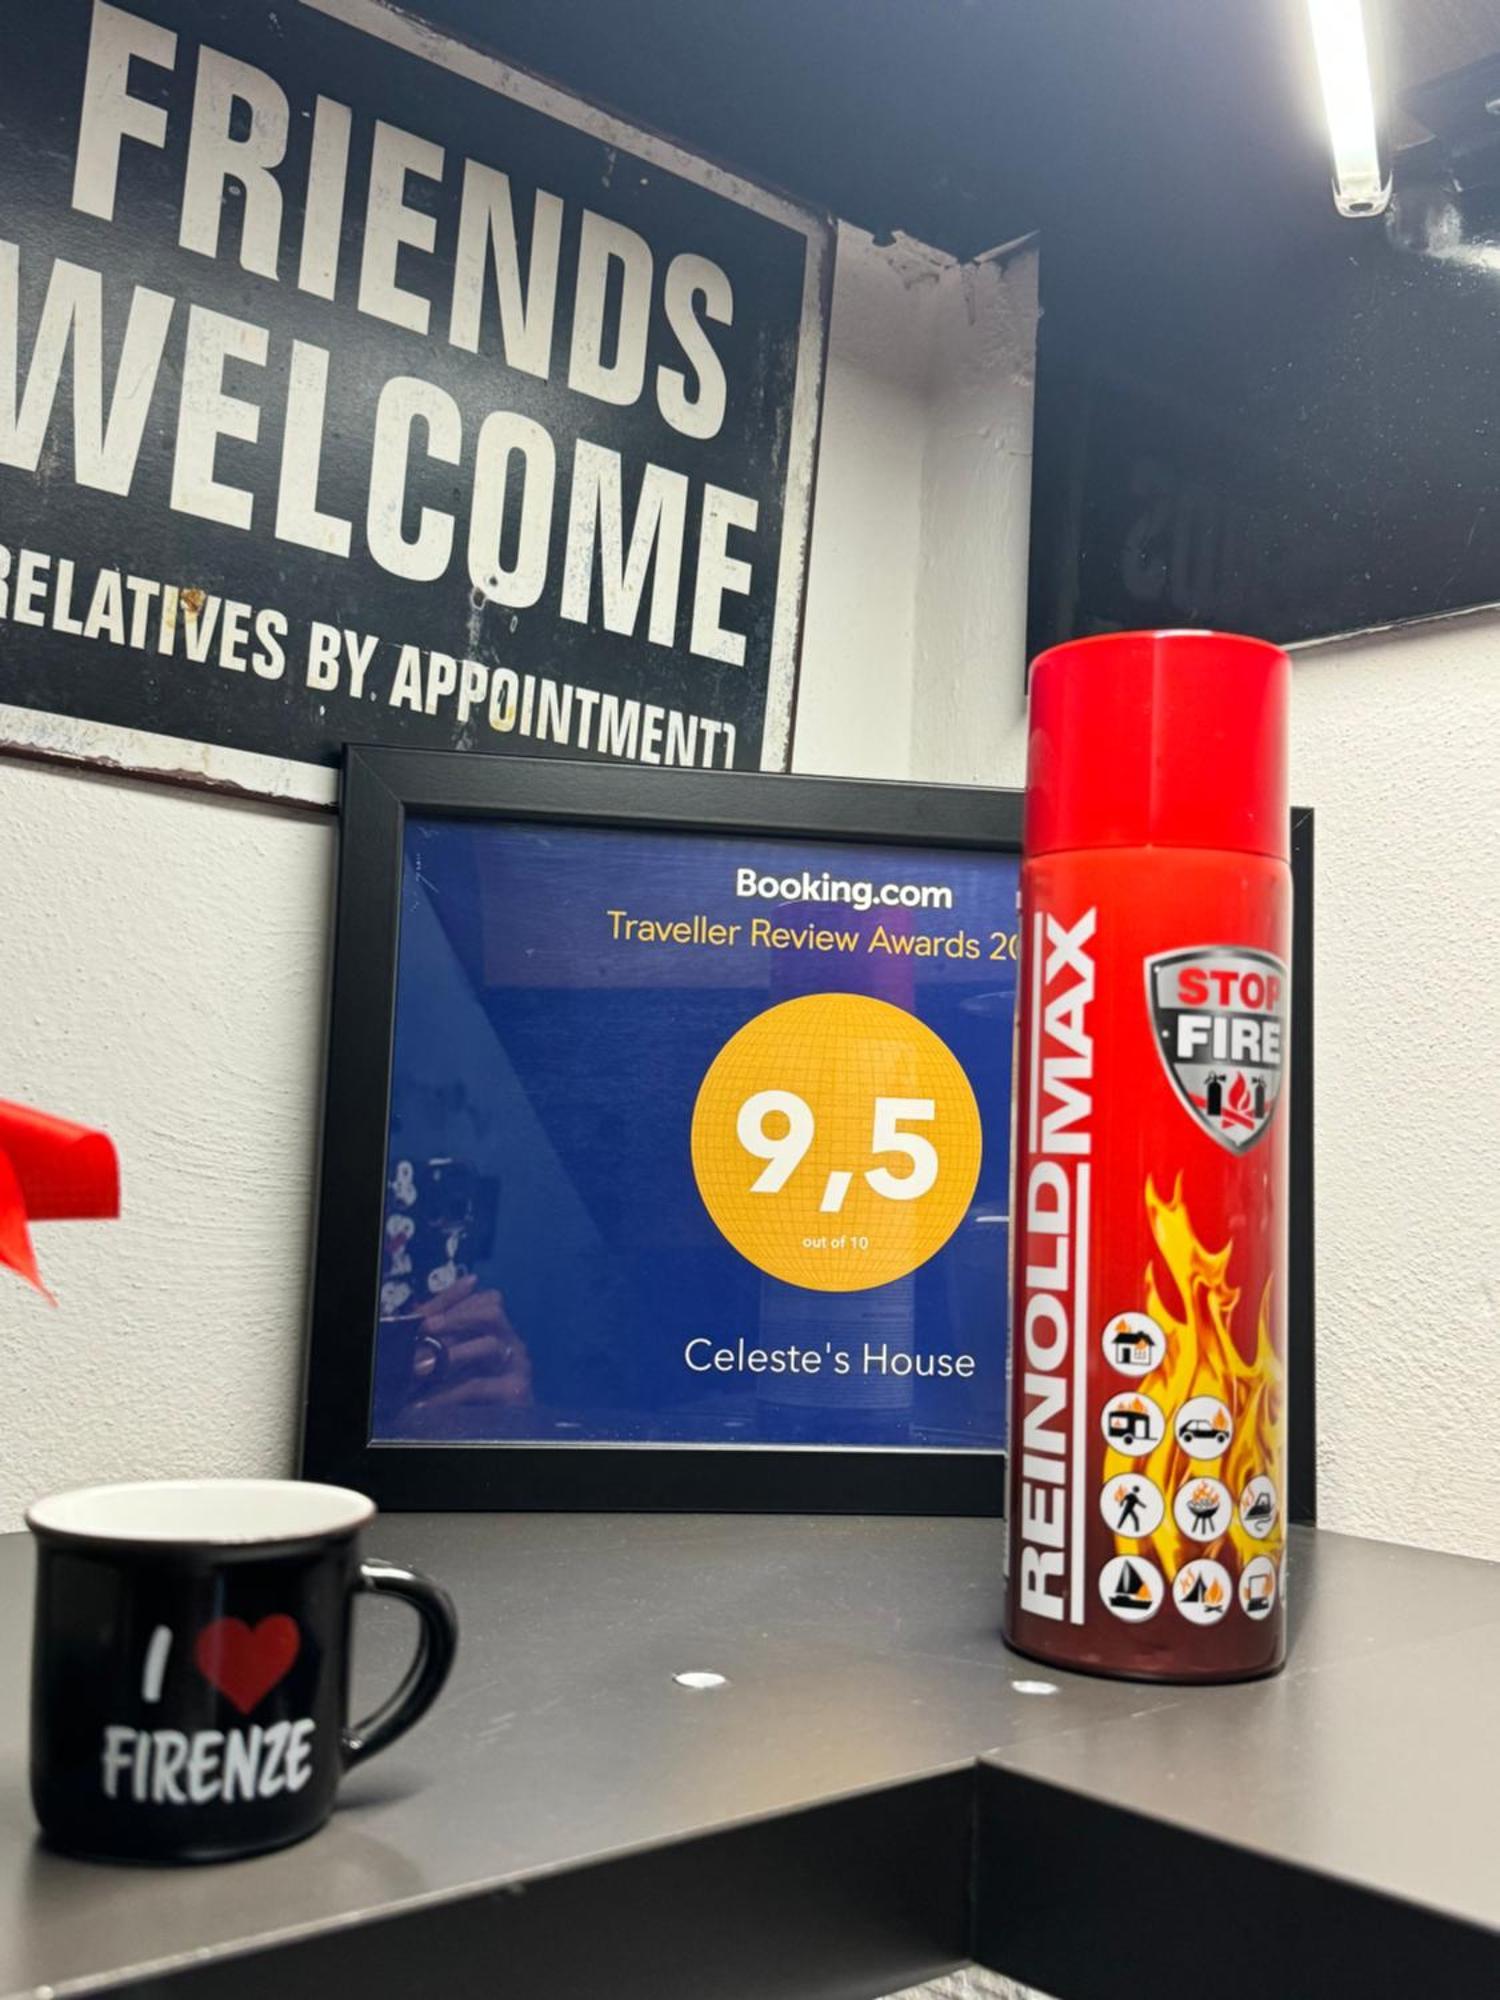 FRIENDS
WELCOME
RELATIVES BY APPOINTMENT)
Booking.com
Traveller Review Awards 20
9,5
out of 10
Celeste's House
REINOLDMAX
STOP
FIRE
I
FIRENZE